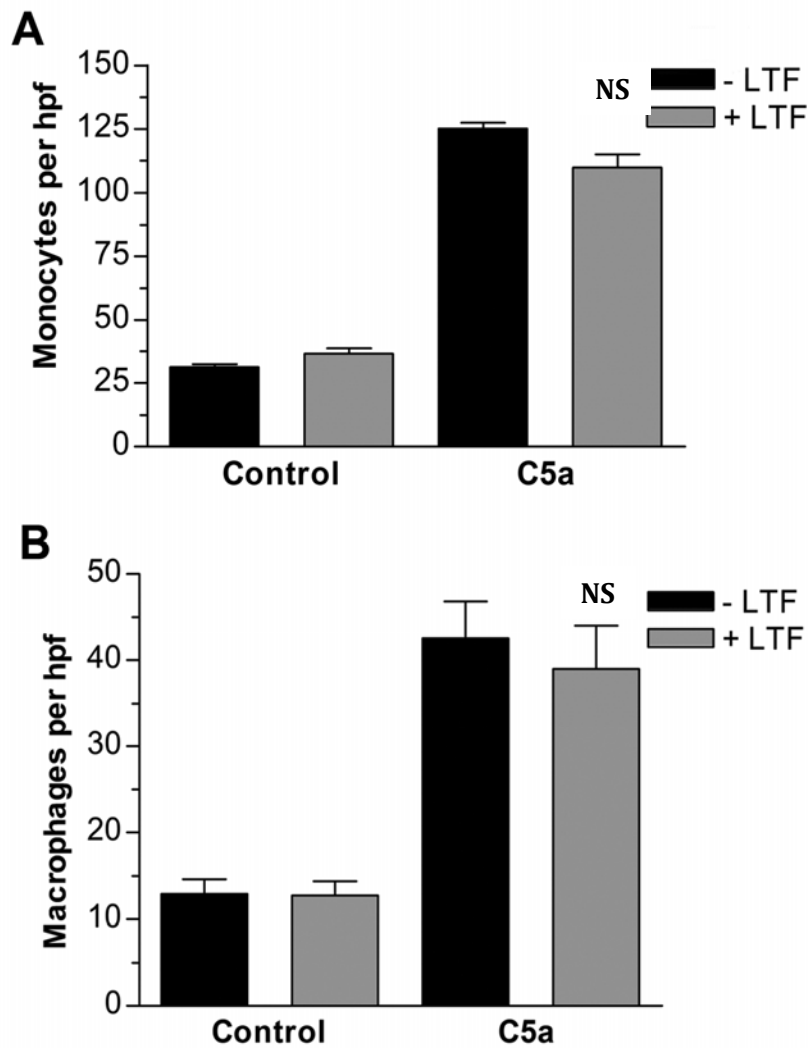 A
Monocytes per hpf
150
125
100
75
50
25
0
NS
- LTF
+ LTF
Control
C5a
B
Macrophages per hpf
50
40
30
20
10
0
NS
- LTF
+ LTF
Control
C5a